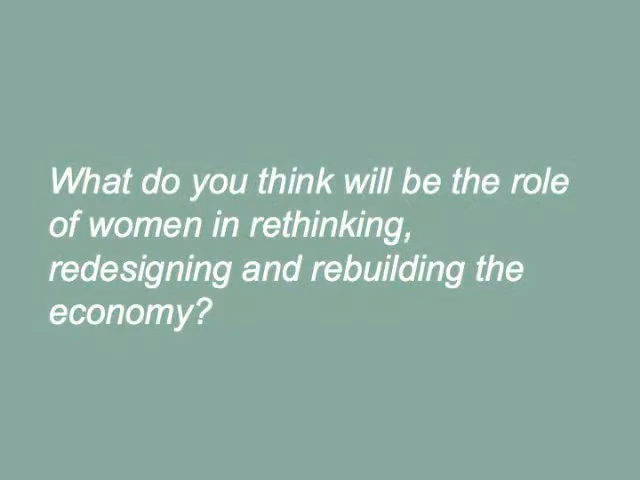 What do you think will be the role
of women in rethinking,
redesigning and rebuilding the
economy?